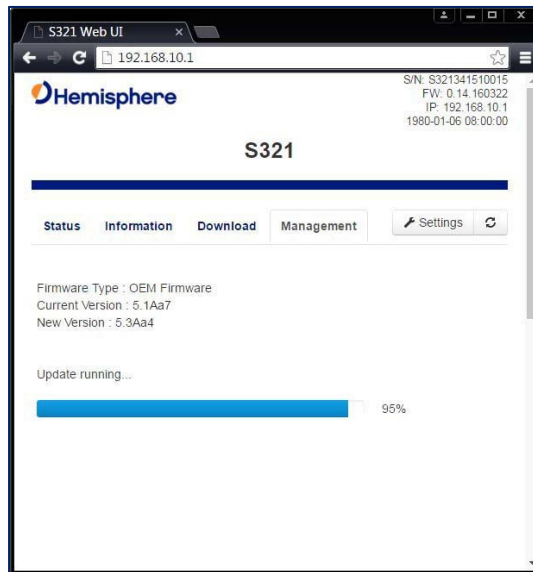 S321 Web UI
192.168.10.1
Hemisphere
S/N: S321341510015
FW: 0.14.160322
IP: 192.168.10.1
1980-01-06 08:00:00
S321
Status Information Download Management Settings
Firmware Type : OEM Firmware
Current Version : 5.1Aa7
New Version : 5.3Aa4
Update running...
95%